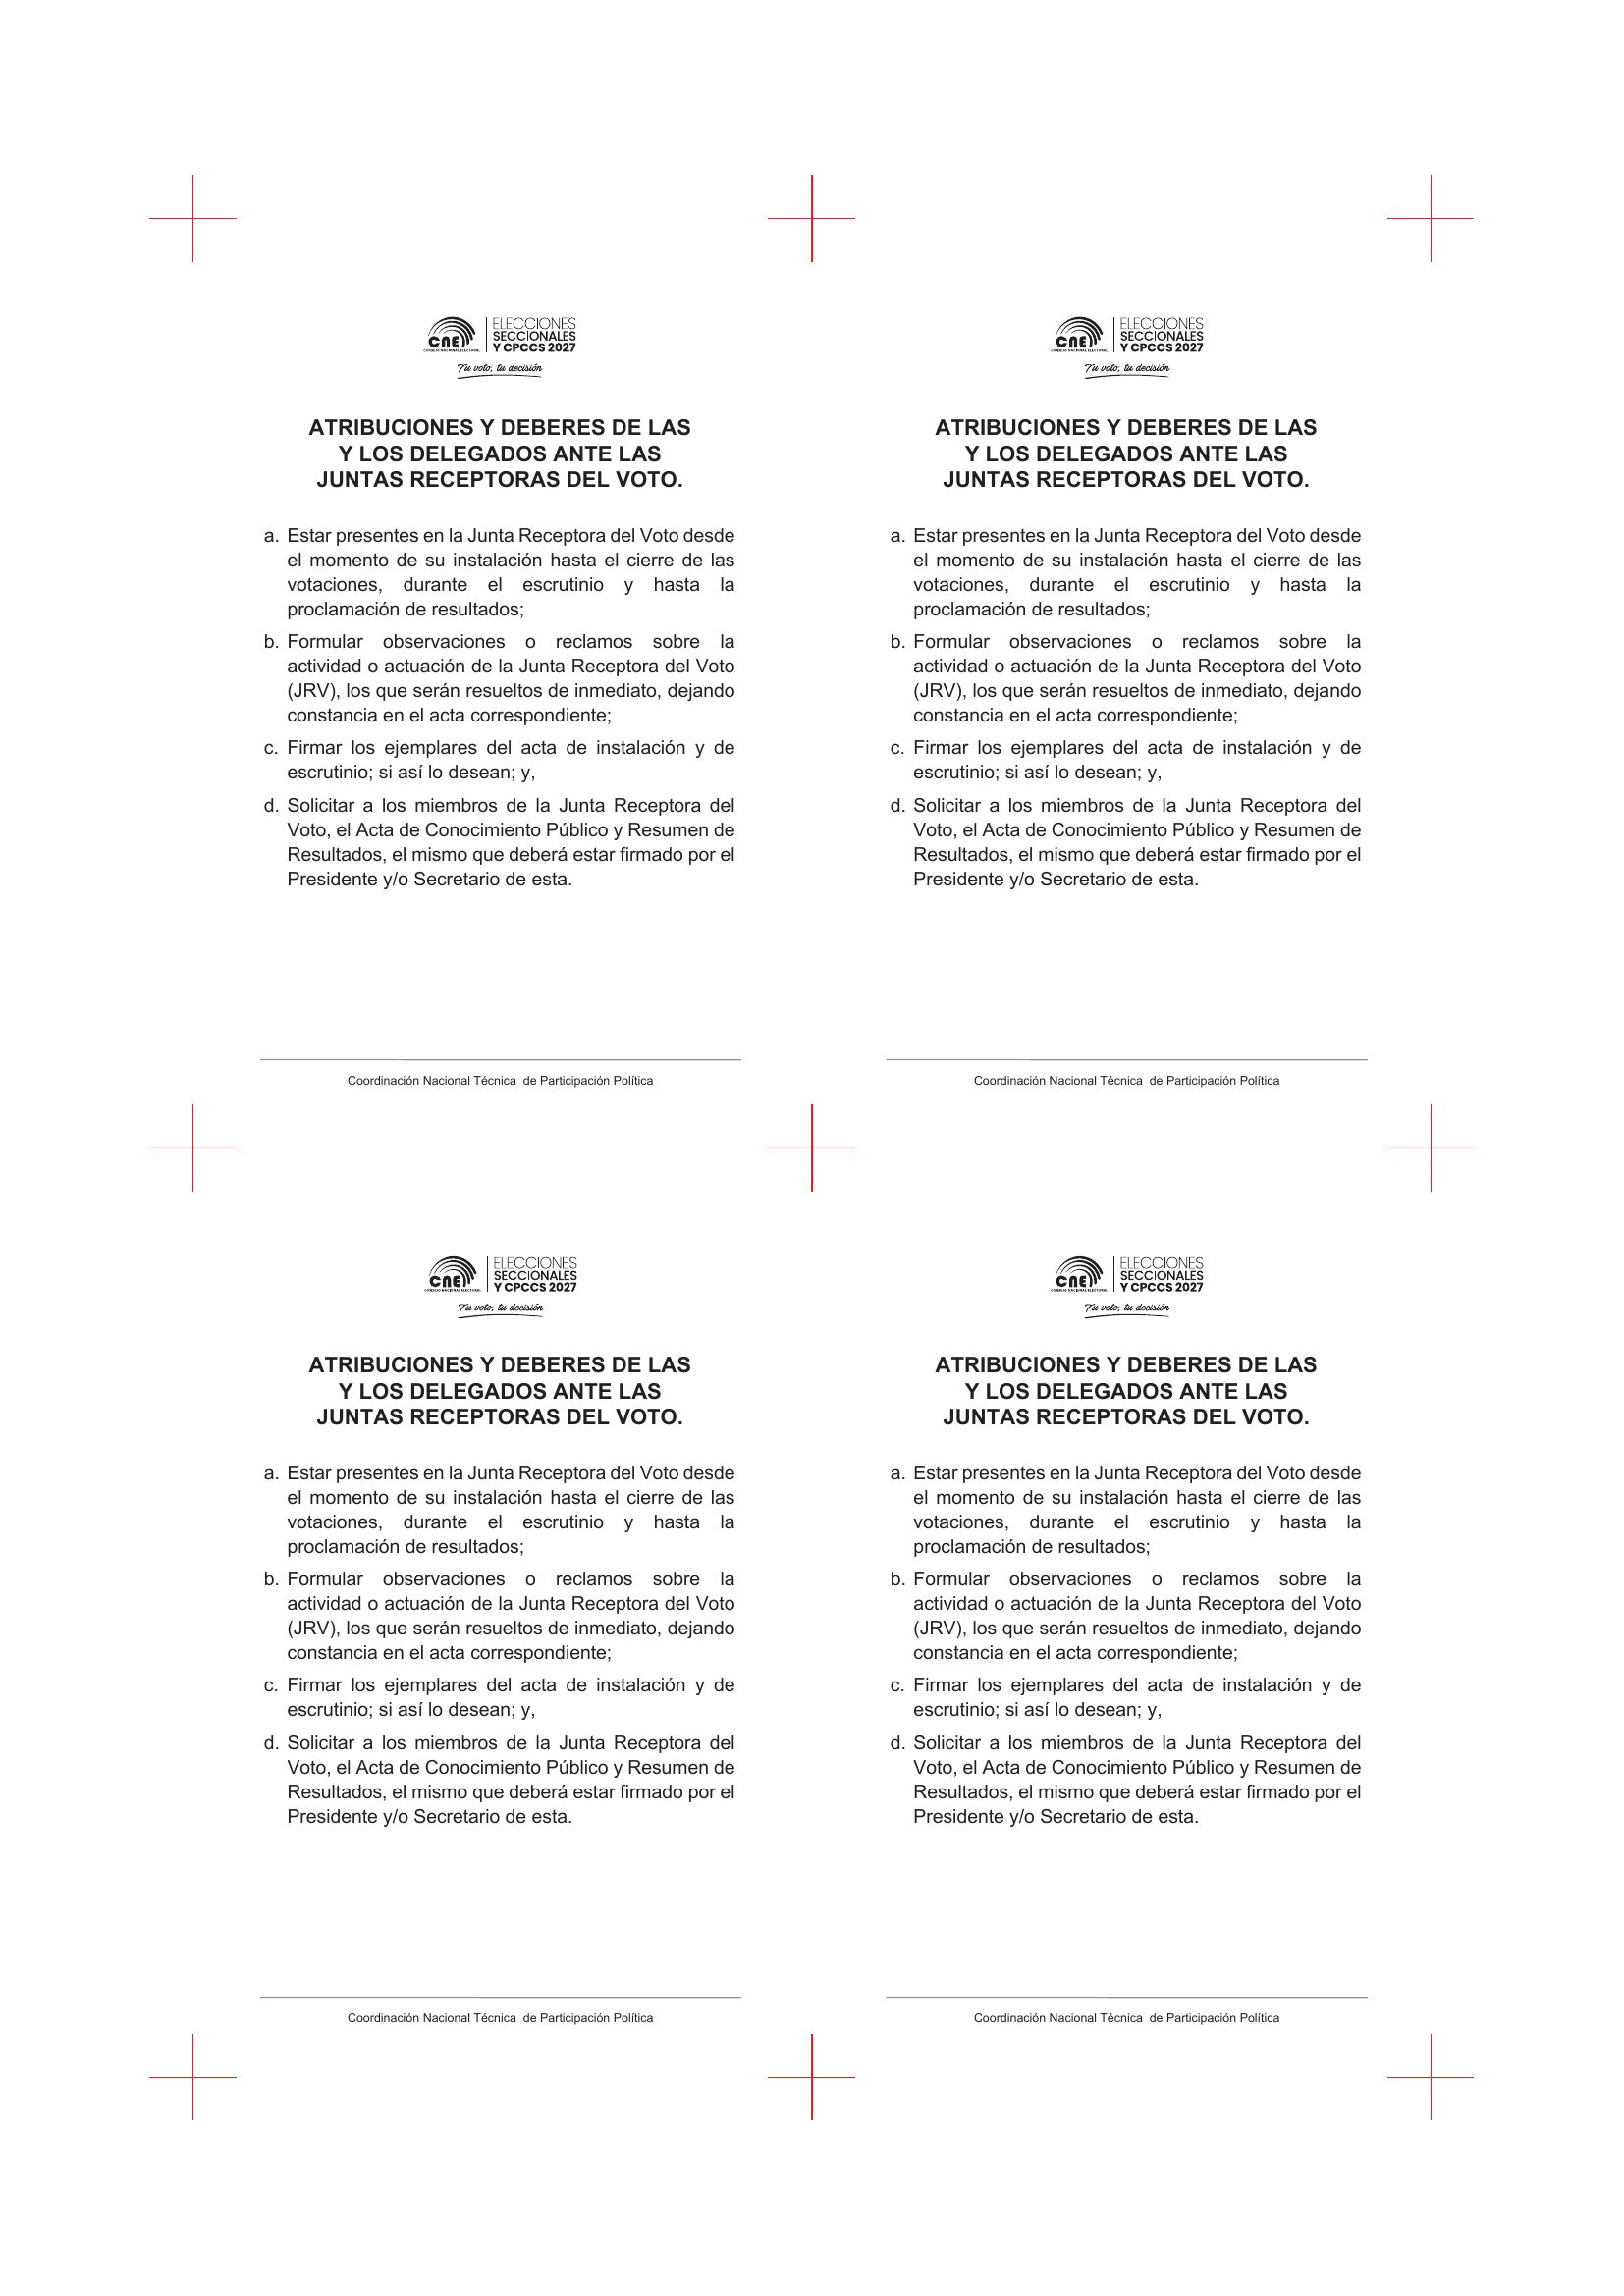 CNE
CONSEJO NACIONAL ELECTORAL
ELECCIONES
SECCIONALES
Y CPCCS 2027
Tu voto, tu decisión
ATRIBUCIONES Y DEBERES DE LAS
Y LOS DELEGADOS ANTE LAS
JUNTAS RECEPTORAS DEL VOTO.
a. Estar presentes en la Junta Receptora del Voto desde
el momento de su instalación hasta el cierre de las
votaciones, durante el escrutinio y hasta la
proclamación de resultados;
b. Formular observaciones o reclamos sobre la
actividad o actuación de la Junta Receptora del Voto
(JRV), los que serán resueltos de inmediato, dejando
constancia en el acta correspondiente;
c. Firmar los ejemplares del acta de instalación y de
escrutinio; si así lo desean; y,
d. Solicitar a los miembros de la Junta Receptora del
Voto, el Acta de Conocimiento Público y Resumen de
Resultados, el mismo que deberá estar firmado por el
Presidente y/o Secretario de esta.
Coordinación Nacional Técnica de Participación Política
CNE
CONSEJO NACIONAL ELECTORAL
ELECCIONES
SECCIONALES
Y CPCCS 2027
Tu voto, tu decisión
ATRIBUCIONES Y DEBERES DE LAS
Y LOS DELEGADOS ANTE LAS
JUNTAS RECEPTORAS DEL VOTO.
a. Estar presentes en la Junta Receptora del Voto desde
el momento de su instalación hasta el cierre de las
votaciones, durante el escrutinio y hasta la
proclamación de resultados;
b. Formular observaciones o reclamos sobre la
actividad o actuación de la Junta Receptora del Voto
(JRV), los que serán resueltos de inmediato, dejando
constancia en el acta correspondiente;
c. Firmar los ejemplares del acta de instalación y de
escrutinio; si así lo desean; y,
d. Solicitar a los miembros de la Junta Receptora del
Voto, el Acta de Conocimiento Público y Resumen de
Resultados, el mismo que deberá estar firmado por el
Presidente y/o Secretario de esta.
Coordinación Nacional Técnica de Participación Política
CNE
CONSEJO NACIONAL ELECTORAL
ELECCIONES
SECCIONALES
Y CPCCS 2027
Tu voto, tu decisión
ATRIBUCIONES Y DEBERES DE LAS
Y LOS DELEGADOS ANTE LAS
JUNTAS RECEPTORAS DEL VOTO.
a. Estar presentes en la Junta Receptora del Voto desde
el momento de su instalación hasta el cierre de las
votaciones, durante el escrutinio y hasta la
proclamación de resultados;
b. Formular observaciones o reclamos sobre la
actividad o actuación de la Junta Receptora del Voto
(JRV), los que serán resueltos de inmediato, dejando
constancia en el acta correspondiente;
c. Firmar los ejemplares del acta de instalación y de
escrutinio; si así lo desean; y,
d. Solicitar a los miembros de la Junta Receptora del
Voto, el Acta de Conocimiento Público y Resumen de
Resultados, el mismo que deberá estar firmado por el
Presidente y/o Secretario de esta.
Coordinación Nacional Técnica de Participación Política
CNE
CONSEJO NACIONAL ELECTORAL
ELECCIONES
SECCIONALES
Y CPCCS 2027
Tu voto, tu decisión
ATRIBUCIONES Y DEBERES DE LAS
Y LOS DELEGADOS ANTE LAS
JUNTAS RECEPTORAS DEL VOTO.
a. Estar presentes en la Junta Receptora del Voto desde
el momento de su instalación hasta el cierre de las
votaciones, durante el escrutinio y hasta la
proclamación de resultados;
b. Formular observaciones o reclamos sobre la
actividad o actuación de la Junta Receptora del Voto
(JRV), los que serán resueltos de inmediato, dejando
constancia en el acta correspondiente;
c. Firmar los ejemplares del acta de instalación y de
escrutinio; si así lo desean; y,
d. Solicitar a los miembros de la Junta Receptora del
Voto, el Acta de Conocimiento Público y Resumen de
Resultados, el mismo que deberá estar firmado por el
Presidente y/o Secretario de esta.
Coordinación Nacional Técnica de Participación Política